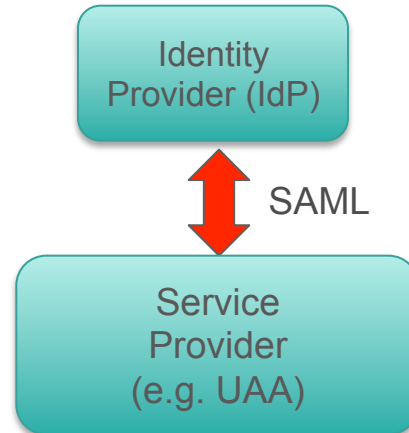 Identity
Provider (IdP)
SAML
Service
Provider
(e.g. UAA)